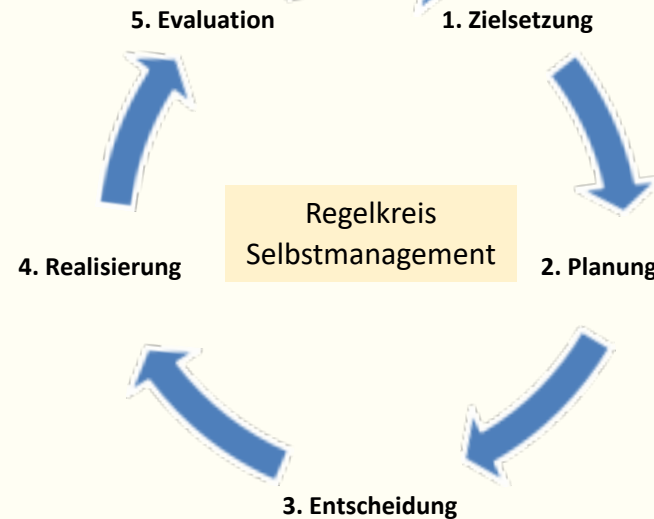 5. Evaluation
1. Zielsetzung
Regelkreis
Selbstmanagement
4. Realisierung
2. Planung
3. Entscheidung